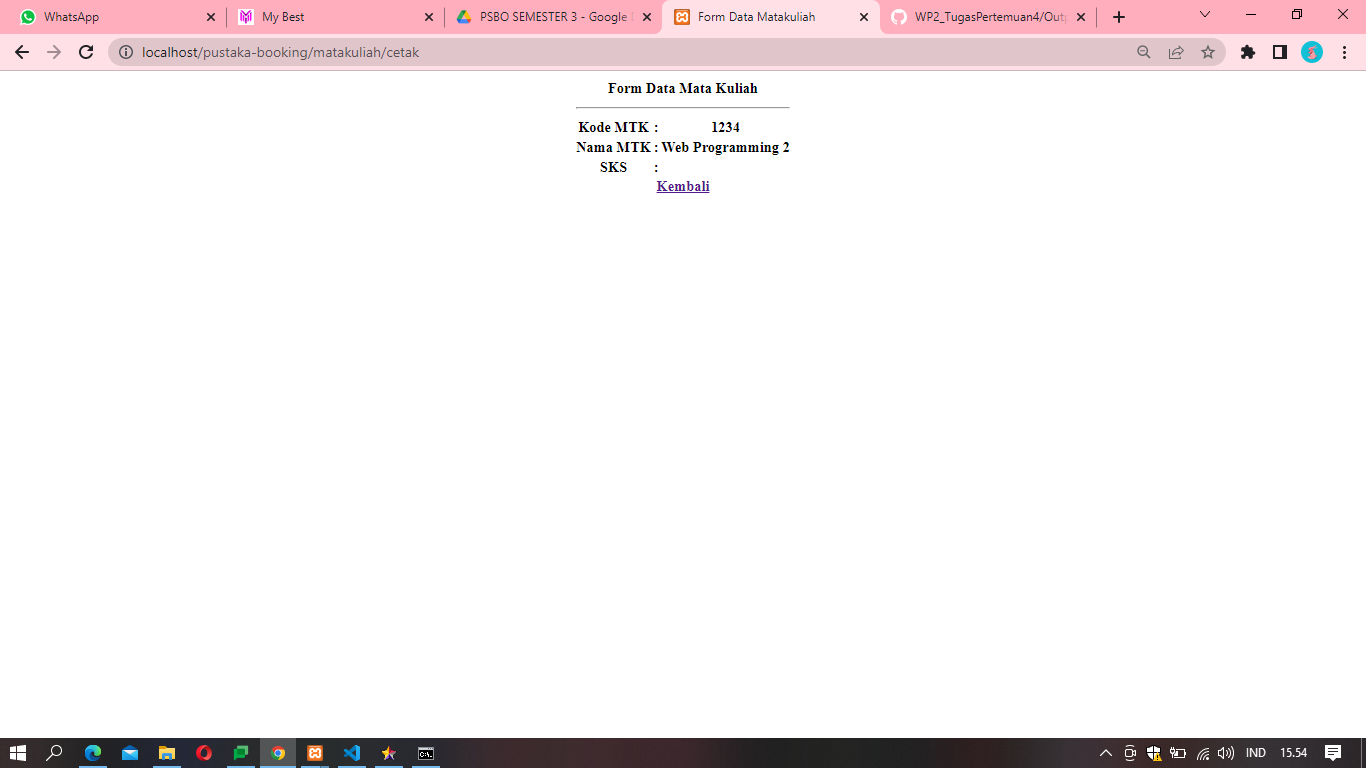 WhatsApp
My Best
PSBO SEMESTER 3 - Google
Form Data Matakuliah
WP2_TugasPertemuan4/Outp
localhost/pustaka-booking/matakuliah/cetak
Form Data Mata Kuliah
Kode MTK : 1234
Nama MTK : Web Programming 2
SKS :
Kembali
IND 15.54